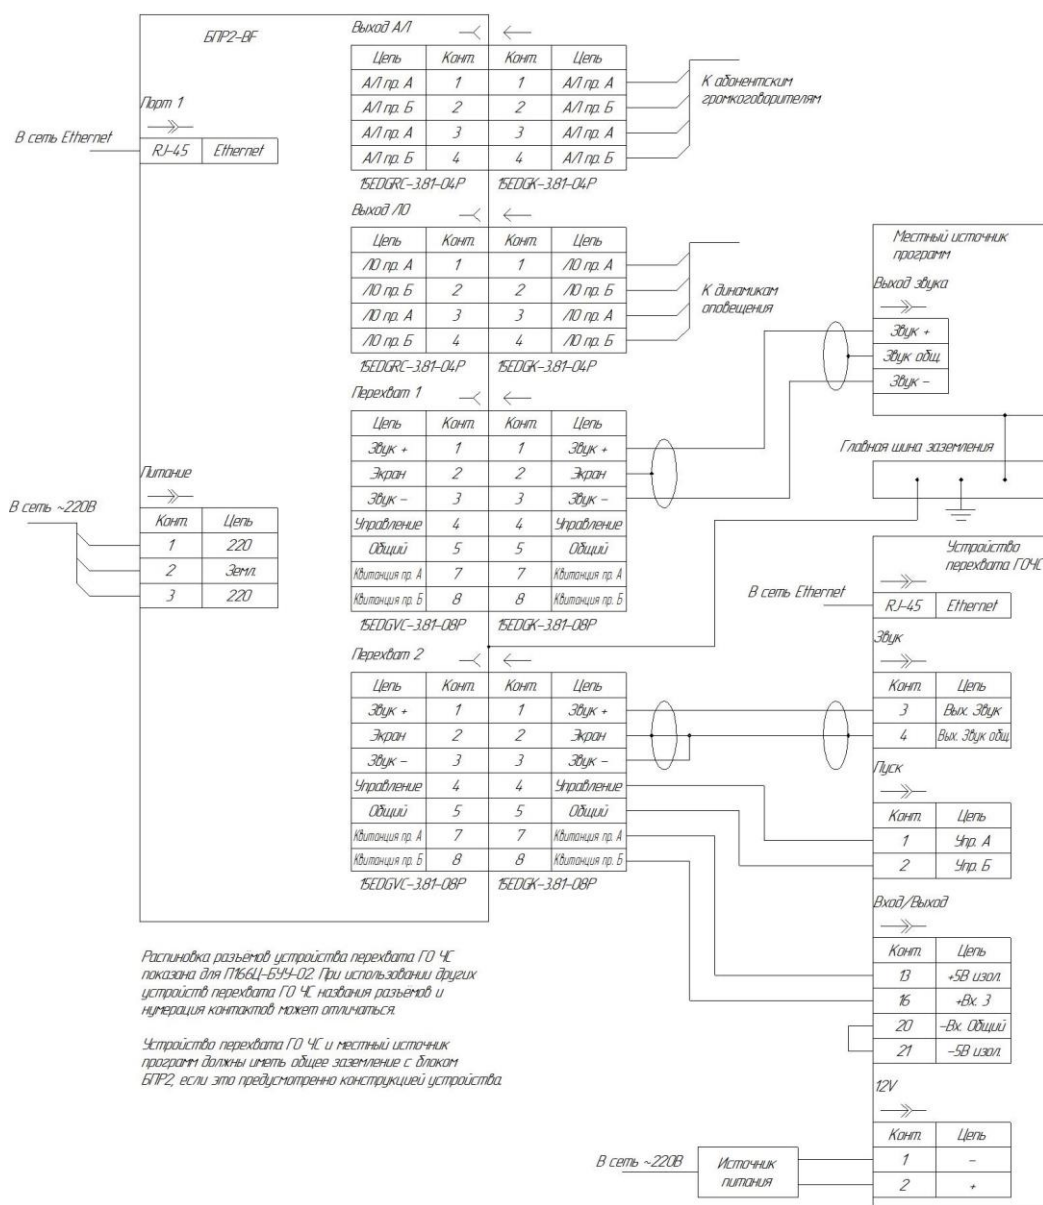 БПР2-BF
Порт 1
В сеть Ethernet
RJ-45 Ethernet
Питание
В сеть ~220В
Конт. Цепь
1 220
2 Земл.
3 220
Выход АЛ
Цепь Конт. Конт. Цепь
АЛ пр. А 1 1 АЛ пр. А
АЛ пр. Б 2 2 АЛ пр. Б
АЛ пр. А 3 3 АЛ пр. А
АЛ пр. Б 4 4 АЛ пр. Б
15EDGRC-3.81-04P 15EDGK-3.81-04P
К абонентским
громкоговорителям
Выход ЛО
Цепь Конт. Конт. Цепь
ЛО пр. А 1 1 ЛО пр. А
ЛО пр. Б 2 2 ЛО пр. Б
ЛО пр. А 3 3 ЛО пр. А
ЛО пр. Б 4 4 ЛО пр. Б
15EDGRC-3.81-04P 15EDGK-3.81-04P
К динамикам
оповещения
Перехват 1
Цепь Конт. Конт. Цепь
Звук + 1 1 Звук +
Экран 2 2 Экран
Звук - 3 3 Звук -
Управление 4 4 Управление
Общий 5 5 Общий
Квитанция пр. А 7 7 Квитанция пр. А
Квитанция пр. Б 8 8 Квитанция пр. Б
15EDGVC-3.81-08P 15EDGK-3.81-08P
Перехват 2
Цепь Конт. Конт. Цепь
Звук + 1 1 Звук +
Экран 2 2 Экран
Звук - 3 3 Звук -
Управление 4 4 Управление
Общий 5 5 Общий
Квитанция пр. А 7 7 Квитанция пр. А
Квитанция пр. Б 8 8 Квитанция пр. Б
15EDGVC-3.81-08P 15EDGK-3.81-08P
Местный источник
программ
Выход звука
Звук +
Звук общ.
Звук -
Главная шина заземления
Устройство
перехвата ГОЧС
В сеть Ethernet
RJ-45 Ethernet
Звук
Конт. Цепь
3 Вых. Звук
4 Вых. Звук общ.
Пуск
Конт. Цепь
1 Упр. А
2 Упр. Б
Вход/Выход
Конт. Цепь
13 +5В изол.
16 +Вх. 3
20 -Вх. Общий
21 -5В изол.
12V
Конт. Цепь
1 -
2 +
В сеть ~220В
Источник
питания
Распиновка разъёмов устройства перехвата ГО ЧС
показана для П166Ц-БУУ-02. При использовании других
устройств перехвата ГО ЧС названия разъемов и
нумерация контактов может отличаться.
Устройство перехвата ГО ЧС и местный источник
программ должны иметь общее заземление с блоком
БПР2, если это предусмотренно конструкцией устройства.